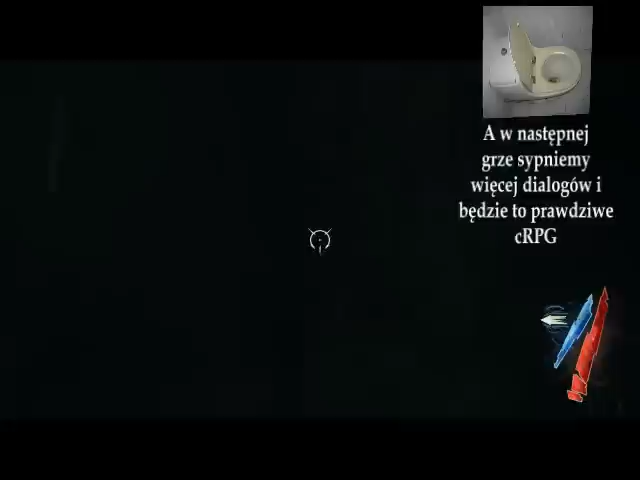 A w następnej
grze sypniemy
więcej dialogów i
będzie to prawdziwe
cRPG